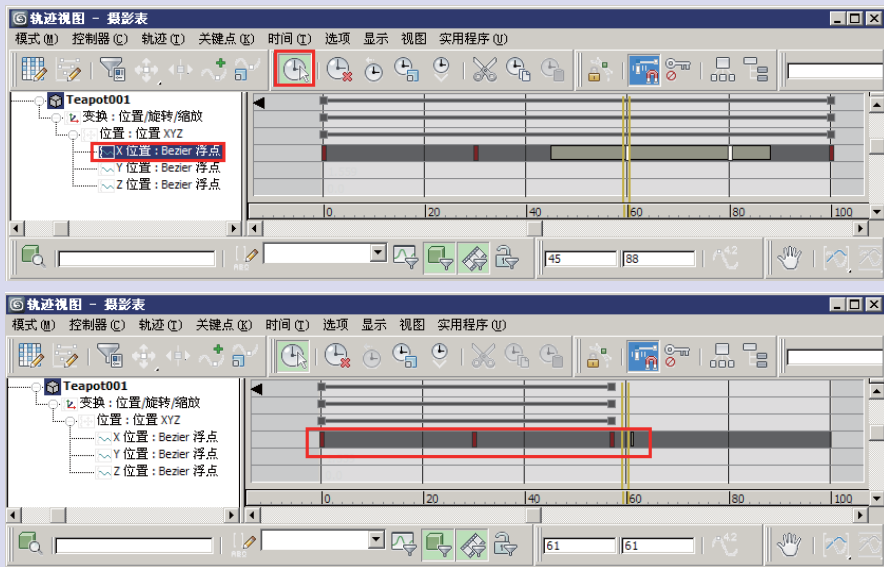 轨迹视图 - 摄影表
模式(M) 控制器(C) 轨迹(T) 关键点(K) 时间(T) 选项 显示 视图 实用程序(U)
Teapot001
变换:位置/旋转/缩放
位置:位置 XYZ
X 位置:Bezier 浮点
Y 位置:Bezier 浮点
Z 位置:Bezier 浮点
0 20 40 60 80 100
45 88
轨迹视图 - 摄影表
模式(M) 控制器(C) 轨迹(T) 关键点(K) 时间(T) 选项 显示 视图 实用程序(U)
Teapot001
变换:位置/旋转/缩放
位置:位置 XYZ
X 位置:Bezier 浮点
Y 位置:Bezier 浮点
Z 位置:Bezier 浮点
0 20 40 60 80 100
61 61